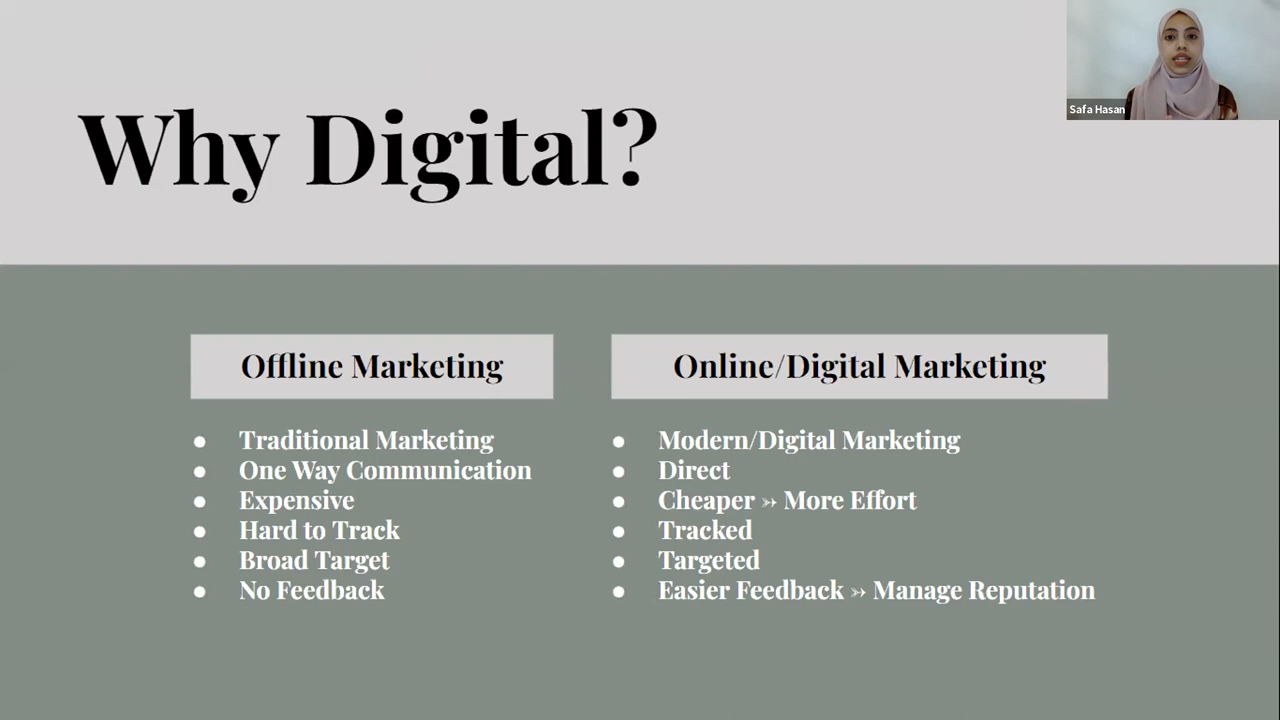 Safa Hasan
Why Digital?
Offline Marketing
● Traditional Marketing
● One Way Communication
● Expensive
● Hard to Track
● Broad Target
● No Feedback
Online/Digital Marketing
● Modern/Digital Marketing
● Direct
● Cheaper ➳ More Effort
● Tracked
● Targeted
● Easier Feedback ➳ Manage Reputation